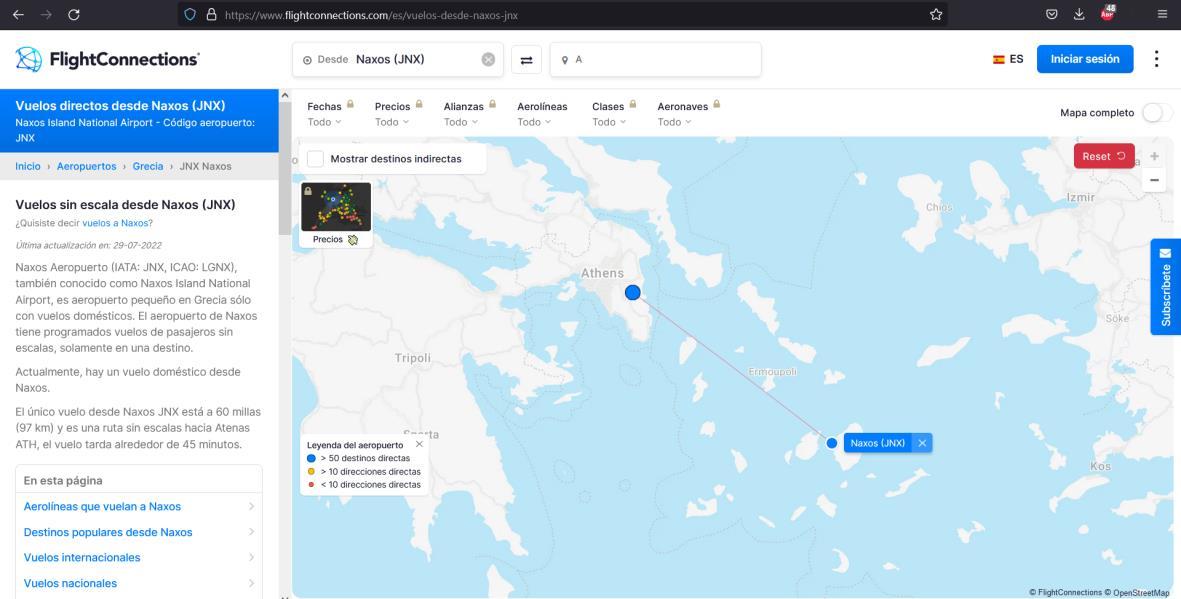 https://www.flightconnections.com/es/vuelos-desde-naxos-jnx
48
ABP
FlightConnections
Desde Naxos (JNX)
A
ES
Iniciar sesión
Vuelos directos desde Naxos (JNX)
Naxos Island National Airport - Código aeropuerto:
JNX
Inicio › Aeropuertos › Grecia › JNX Naxos
Vuelos sin escala desde Naxos (JNX)
¿Quisiste decir vuelos a Naxos?
Última actualización en: 29-07-2022
Naxos Aeropuerto (IATA: JNX, ICAO: LGNX),
también conocido como Naxos Island National
Airport, es aeropuerto pequeño en Grecia sólo
con vuelos domésticos. El aeropuerto de Naxos
tiene programados vuelos de pasajeros sin
escalas, solamente en una destino.
Actualmente, hay un vuelo doméstico desde
Naxos.
El único vuelo desde Naxos JNX está a 60 millas
(97 km) y es una ruta sin escalas hacia Atenas
ATH, el vuelo tarda alrededor de 45 minutos.
En esta página
Aerolíneas que vuelan a Naxos
Destinos populares desde Naxos
Vuelos internacionales
Vuelos nacionales
Fechas Precios Alianzas Aerolíneas Clases Aeronaves
Todo Todo Todo Todo Todo Todo
Mapa completo
Mostrar destinos indirectos
Reset
Precios
Izmir
Chios
Athens
Söke
Tripoli
Ermoupoli
Sparta
Naxos (JNX)
Kos
Leyenda del aeropuerto
> 50 destinos directas
> 10 direcciones directas
< 10 direcciones directas
Subscríbete
© FlightConnections © OpenStreetMap